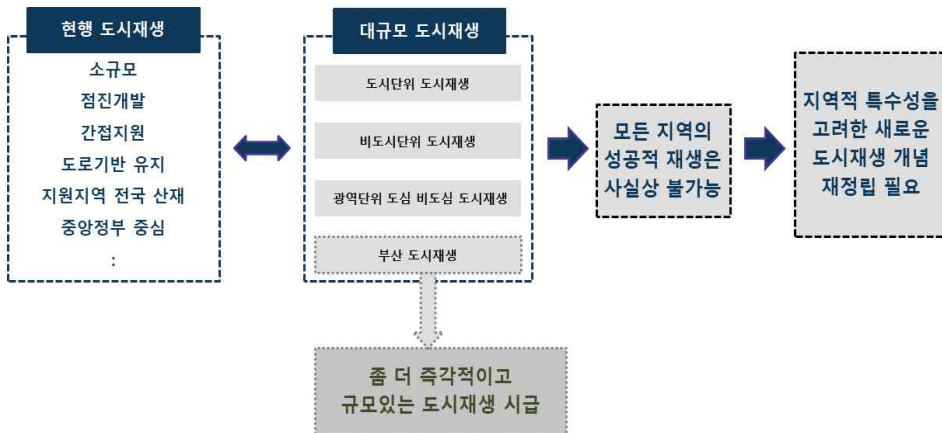 현행 도시재생
소규모
점진개발
간접지원
도로기반 유지
지원지역 전국 산재
중앙정부 중심
:
대규모 도시재생
도시단위 도시재생
비도시단위 도시재생
광역단위 도심 비도심 도시재생
부산 도시재생
좀 더 즉각적이고
규모있는 도시재생 시급
모든 지역의
성공적 재생은
사실상 불가능
지역적 특수성을
고려한 새로운
도시재생 개념
재정립 필요